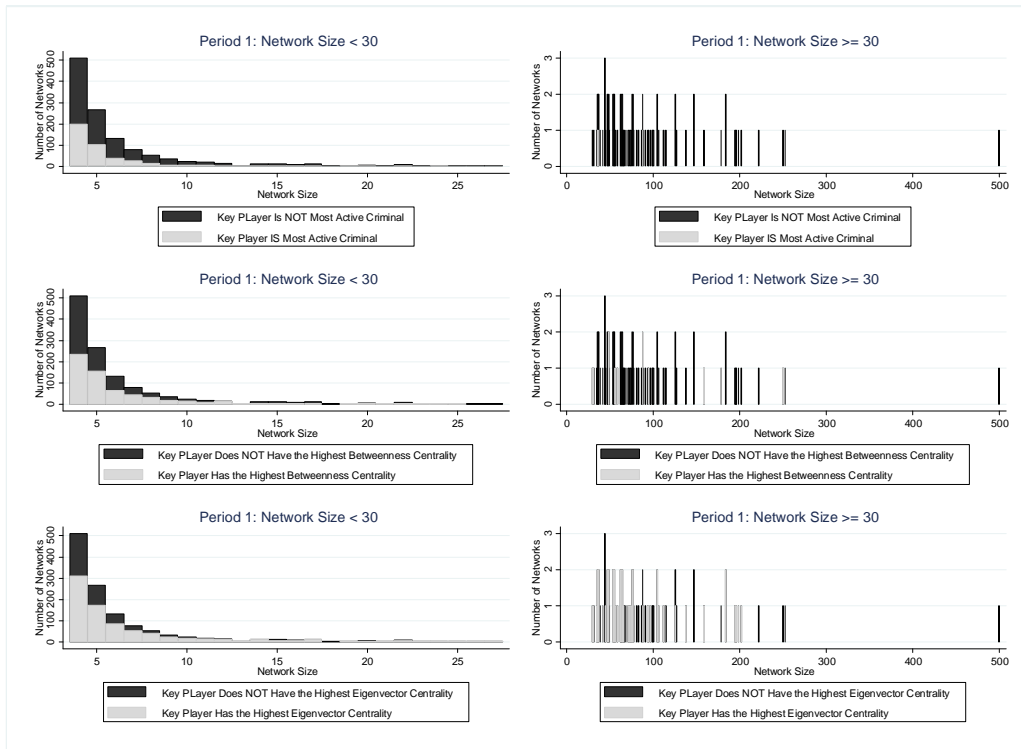 Period 1: Network Size < 30
Number of Networks
0 100 200 300 400 500
5 10 15 20 25
Network Size
Key PLayer Is NOT Most Active Criminal
Key Player IS Most Active Criminal
Period 1: Network Size >= 30
Number of Networks
0 1 2 3
0 100 200 300 400 500
Network Size
Key PLayer Is NOT Most Active Criminal
Key Player IS Most Active Criminal
Period 1: Network Size < 30
Number of Networks
0 100 200 300 400 500
5 10 15 20 25
Network Size
Key PLayer Does NOT Have the Highest Betweenness Centrality
Key Player Has the Highest Betweenness Centrality
Period 1: Network Size >= 30
Number of Networks
0 1 2 3
0 100 200 300 400 500
Network Size
Key PLayer Does NOT Have the Highest Betweenness Centrality
Key Player Has the Highest Betweenness Centrality
Period 1: Network Size < 30
Number of Networks
0 100 200 300 400 500
5 10 15 20 25
Network Size
Key PLayer Does NOT Have the Highest Eigenvector Centrality
Key Player Has the Highest Eigenvector Centrality
Period 1: Network Size >= 30
Number of Networks
0 1 2 3
0 100 200 300 400 500
Network Size
Key PLayer Does NOT Have the Highest Eigenvector Centrality
Key Player Has the Highest Eigenvector Centrality